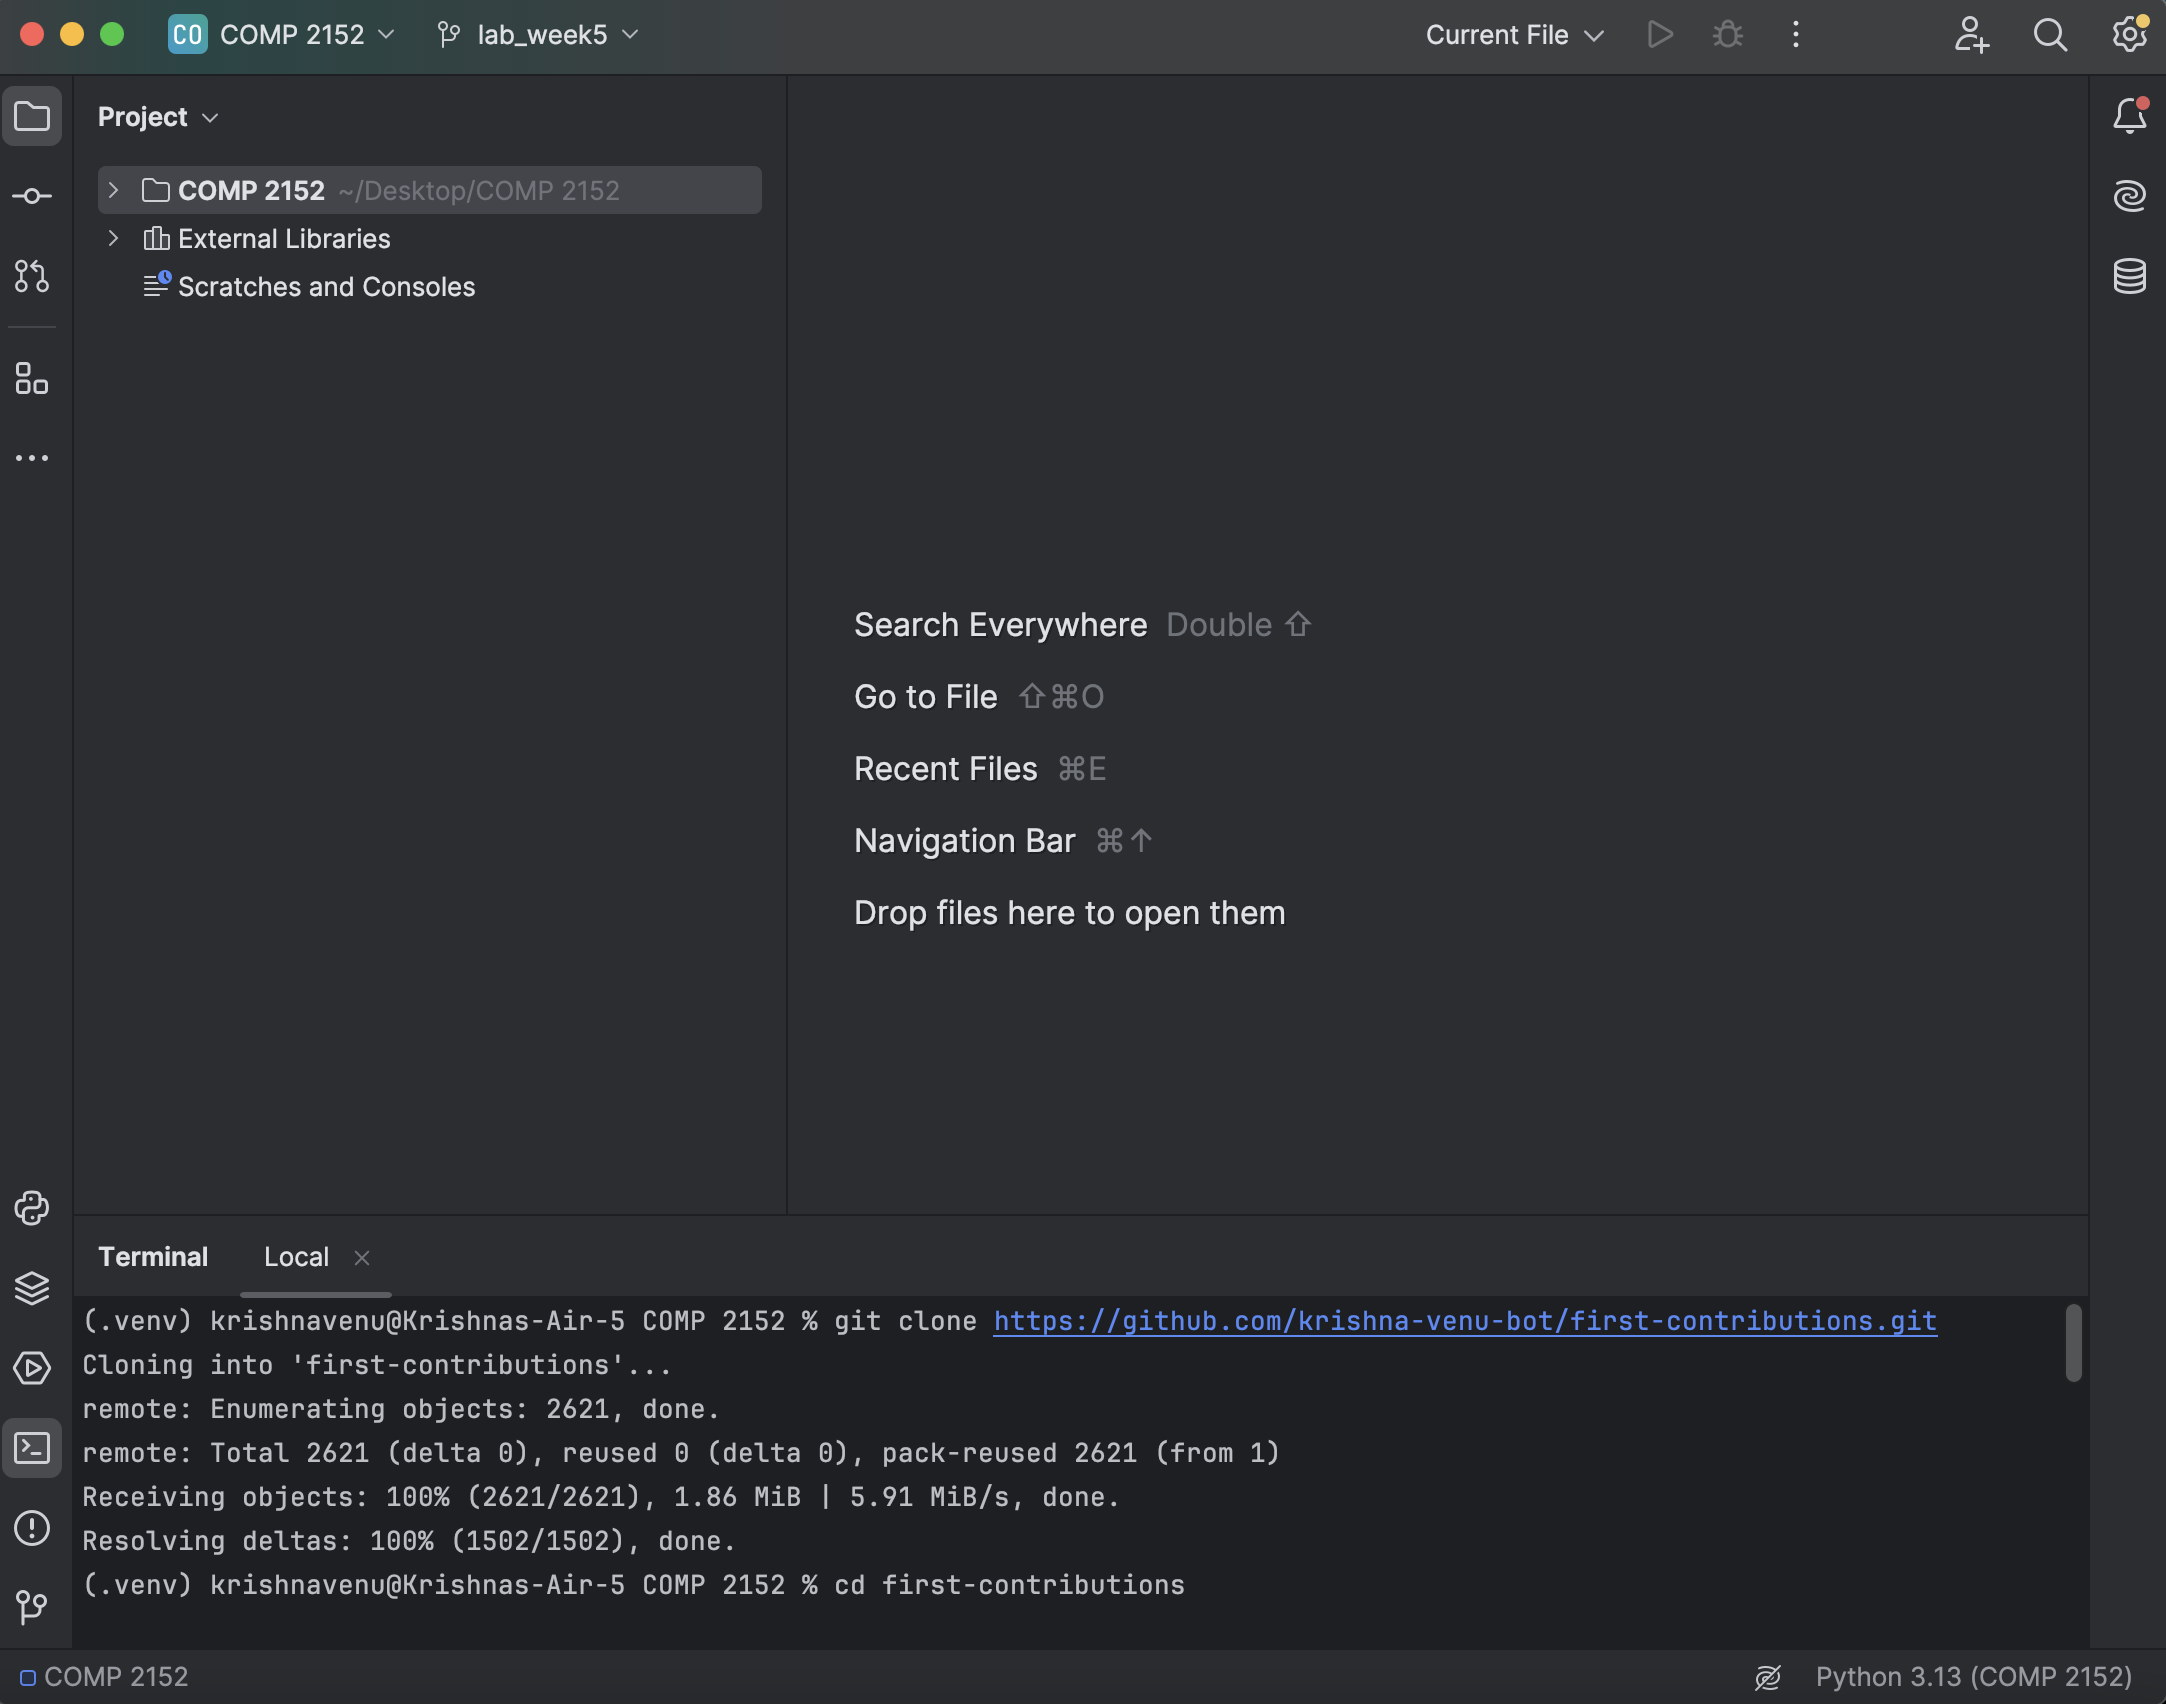 CO COMP 2152 lab_week5 Current File
Project
COMP 2152 ~/Desktop/COMP 2152
External Libraries
Scratches and Consoles
Search Everywhere Double ⇧
Go to File ⇧⌘O
Recent Files ⌘E
Navigation Bar ⌘↑
Drop files here to open them
Terminal Local
(.venv) krishnavenu@Krishnas-Air-5 COMP 2152 % git clone https://github.com/krishna-venu-bot/first-contributions.git
Cloning into 'first-contributions'...
remote: Enumerating objects: 2621, done.
remote: Total 2621 (delta 0), reused 0 (delta 0), pack-reused 2621 (from 1)
Receiving objects: 100% (2621/2621), 1.86 MiB | 5.91 MiB/s, done.
Resolving deltas: 100% (1502/1502), done.
(.venv) krishnavenu@Krishnas-Air-5 COMP 2152 % cd first-contributions
COMP 2152 Python 3.13 (COMP 2152)